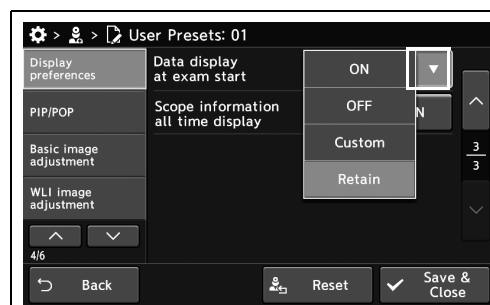 > > User Presets: 01
Display
preferences
Data display
at exam start
ON
▼
PIP/POP
Scope information
all time display
OFF
N
Custom
3
3
Basic image
adjustment
Retain
WLI image
adjustment
4/6
Back
Reset
Save &
Close